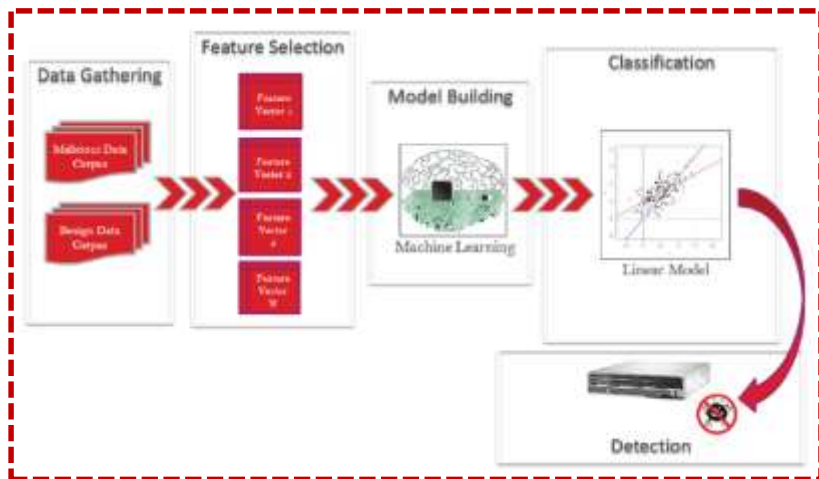 Data Gathering
Malicious Data
Corpus
Benign Data
Corpus
Feature Selection
Feature
Vector 1
Feature
Vector 2
Feature
Vector
Feature
Vector
N
Model Building
Machine Learning
Classification
Linear Model
Detection